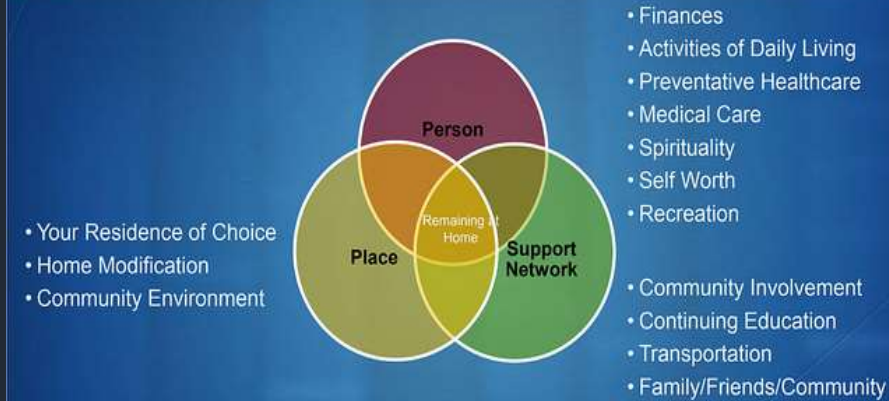 • Finances
• Activities of Daily Living
• Preventative Healthcare
• Medical Care
• Spirituality
• Self Worth
• Recreation
Person
Remaining at
Home
Place
Support
Network
• Your Residence of Choice
• Home Modification
• Community Environment
• Community Involvement
• Continuing Education
• Transportation
• Family/Friends/Community